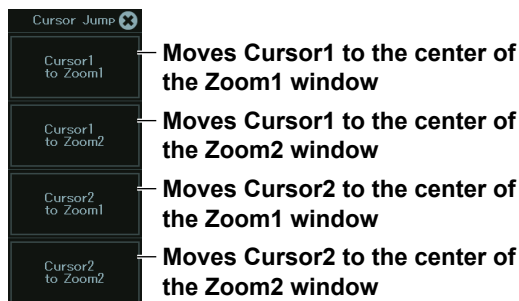 Cursor Jump
Cursor1
to Zoom1
Moves Cursor1 to the center of
the Zoom1 window
Cursor1
to Zoom2
Moves Cursor1 to the center of
the Zoom2 window
Cursor2
to Zoom1
Moves Cursor2 to the center of
the Zoom1 window
Cursor2
to Zoom2
Moves Cursor2 to the center of
the Zoom2 window